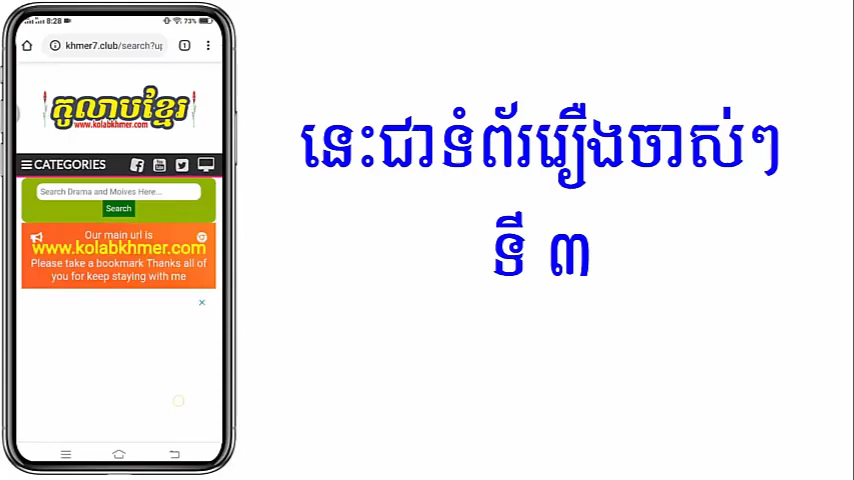 8:28
73%
khmer7.club/search?up
1
កូលាបខ្មែរ
www.kolabkhmer.com
CATEGORIES
Search Drama and Moives Here...
Search
Our main url is
www.kolabkhmer.com
Please take a bookmark Thanks all of
you for keep staying with me
នេះជាទំព័ររឿងចាស់ៗ
ទី ៣